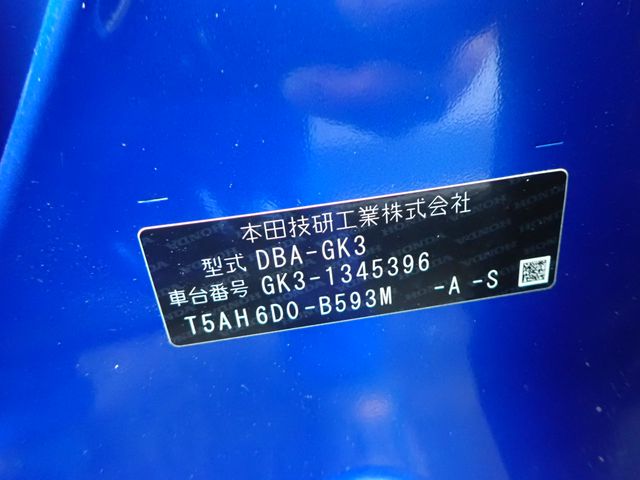 本田技研工業株式会社
型式 DBA-GK3
車台番号 GK3-1345396
T5AH6D0-B593M -A -S